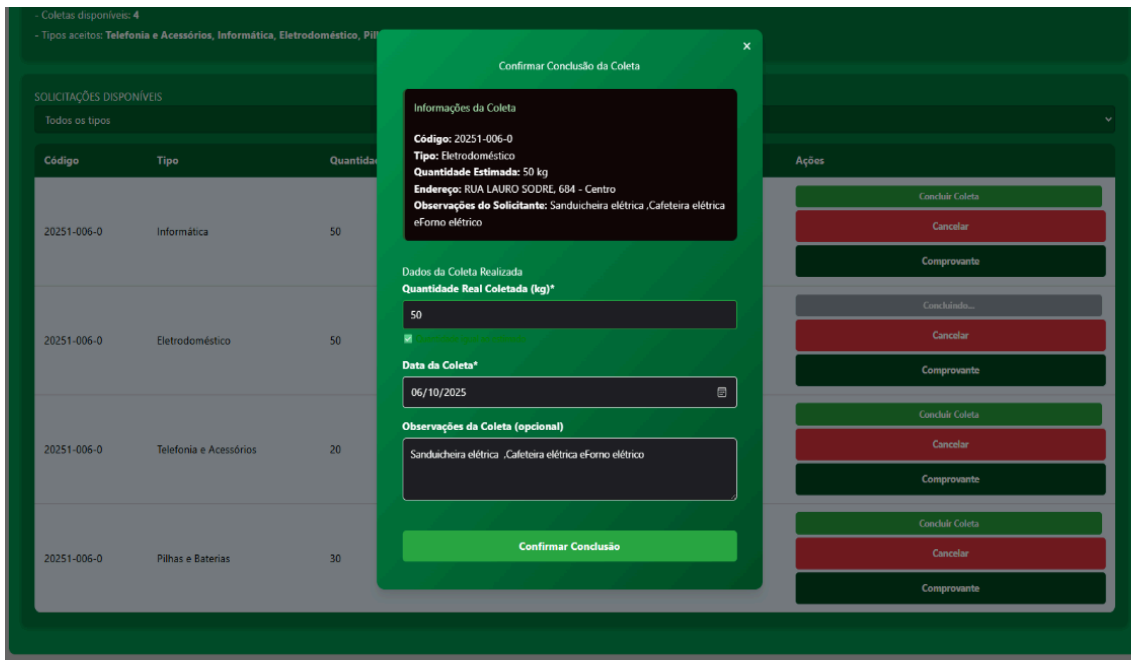 - Coletas disponíveis: 4
- Tipos aceitos: Telefonia e Acessórios, Informática, Eletrodoméstico,
SOLICITAÇÕES DISPONÍVEIS
Todos os tipos
Código Tipo Ações
20251-006-0 Informática 50
Concluir Coleta
Cancelar
Comprovante
20251-006-0 Eletrodoméstico 50
Concluindo...
Cancelar
Comprovante
20251-006-0 Telefonia e Acessórios 20
Concluir Coleta
Cancelar
Comprovante
20251-006-0 Pilhas e Baterias 30
Concluir Coleta
Cancelar
Comprovante
×
Confirmar Conclusão da Coleta
Informações da Coleta
Código: 20251-006-0
Tipo: Eletrodoméstico
Quantidade Estimada: 50 kg
Endereço: RUA LAURO SODRE, 684 - Centro
Observações do Solicitante: Sanduicheira elétrica ,Cafeteira elétrica
eForno elétrico
Dados da Coleta Realizada
Quantidade Real Coletada (kg)*
50
Data da Coleta*
06/10/2025
Observações da Coleta (opcional)
Sanduicheira elétrica ,Cafeteira elétrica eForno elétrico
Confirmar Conclusão